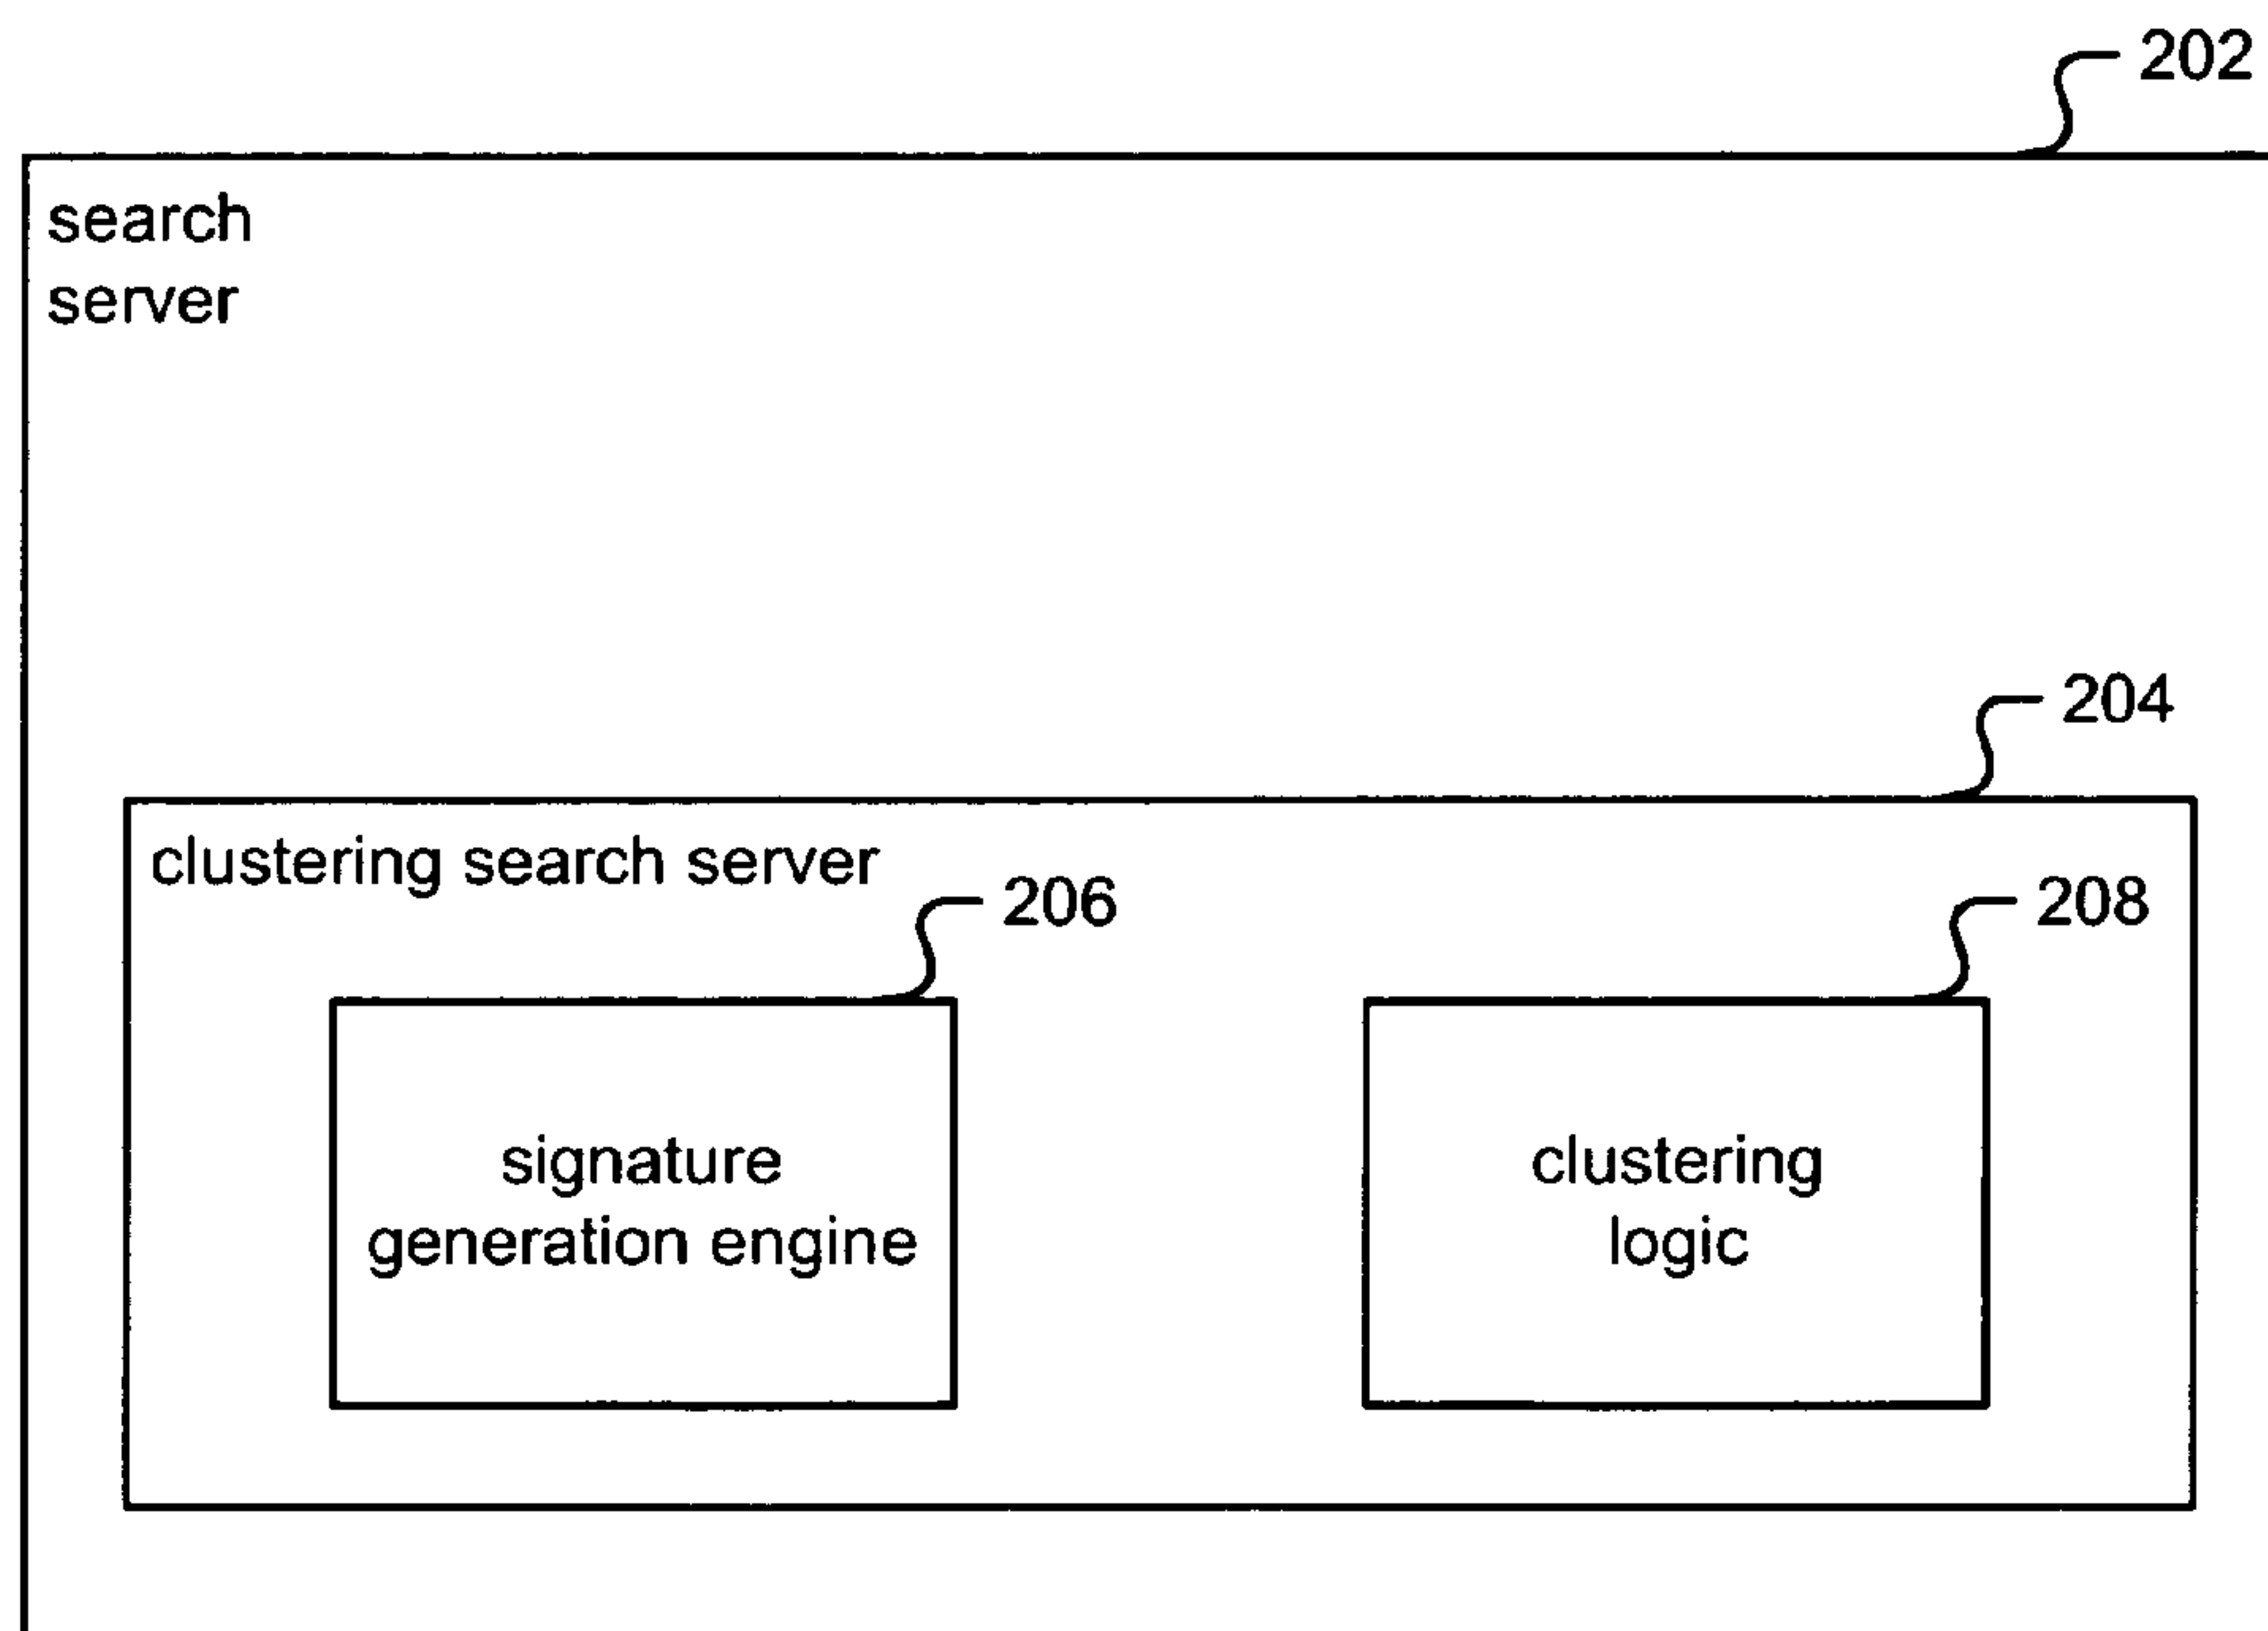 202
search
server
204
clustering search server
206
208
signature
generation engine
clustering
logic